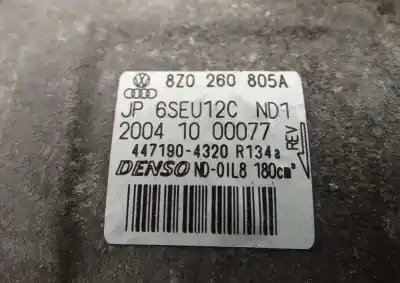 8Z0 260 805A
JP 6SEU12C ND1
2004 10 00077
REV
447190-4320 R134a
DENSO ND-OIL8 180cm³